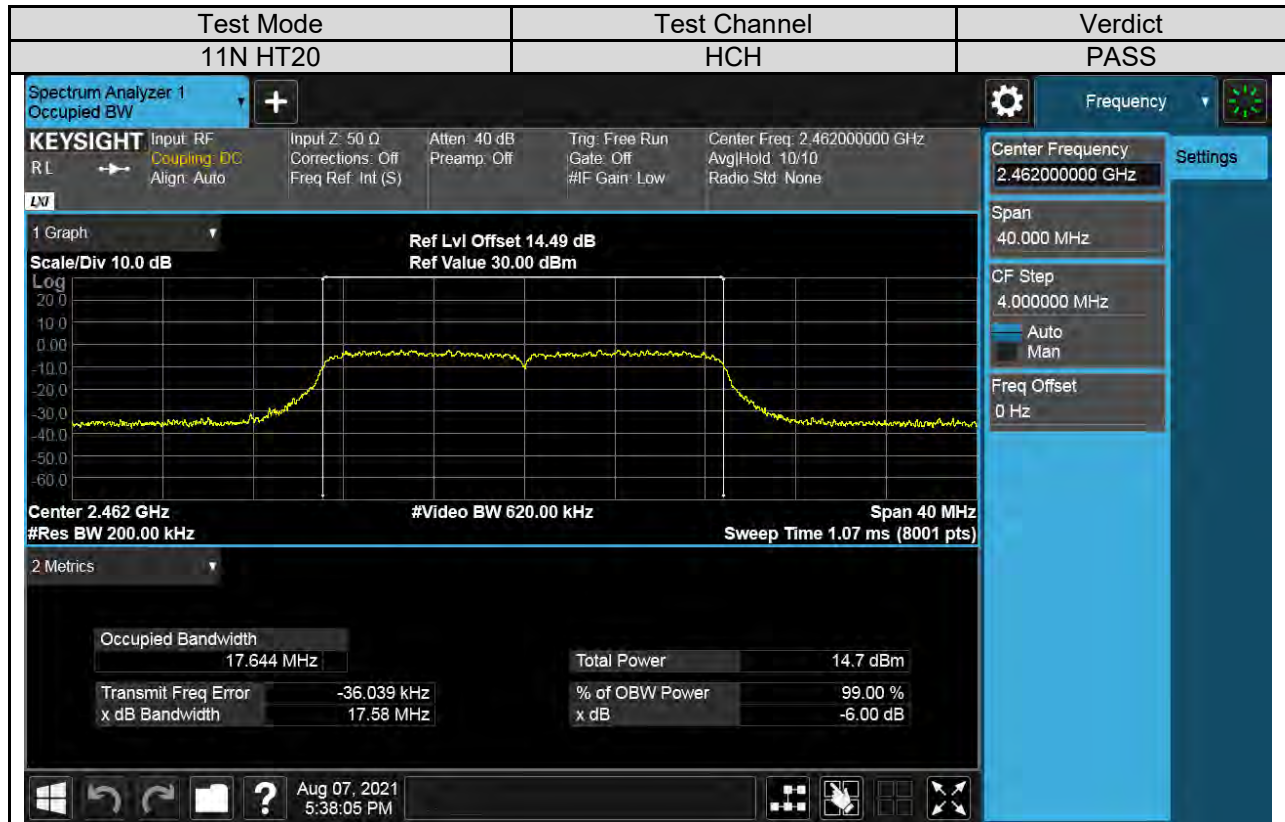 Test Mode Test Channel Verdict
11N HT20 HCH PASS
Spectrum Analyzer 1
Occupied BW
+
Frequency
KEYSIGHT Input: RF Input Z: 50 Ω Atten: 40 dB Trig: Free Run Center Freq: 2.462000000 GHz
RL Coupling: DC Corrections: Off Preamp: Off Gate: Off Avg|Hold: 10/10
Align: Auto Freq Ref: Int (S) #IF Gain: Low Radio Std: None
LXI
Center Frequency
2.462000000 GHz
Settings
Span
40.000 MHz
CF Step
4.000000 MHz
Auto
Man
Freq Offset
0 Hz
1 Graph
Ref Lvl Offset 14.49 dB
Scale/Div 10.0 dB Ref Value 30.00 dBm
Log
20.0
10.0
0.00
-10.0
-20.0
-30.0
-40.0
-50.0
-60.0
Center 2.462 GHz #Video BW 620.00 kHz Span 40 MHz
#Res BW 200.00 kHz Sweep Time 1.07 ms (8001 pts)
2 Metrics
Occupied Bandwidth
17.644 MHz Total Power 14.7 dBm
Transmit Freq Error -36.039 kHz % of OBW Power 99.00 %
x dB Bandwidth 17.58 MHz x dB -6.00 dB
? Aug 07, 2021
5:38:05 PM